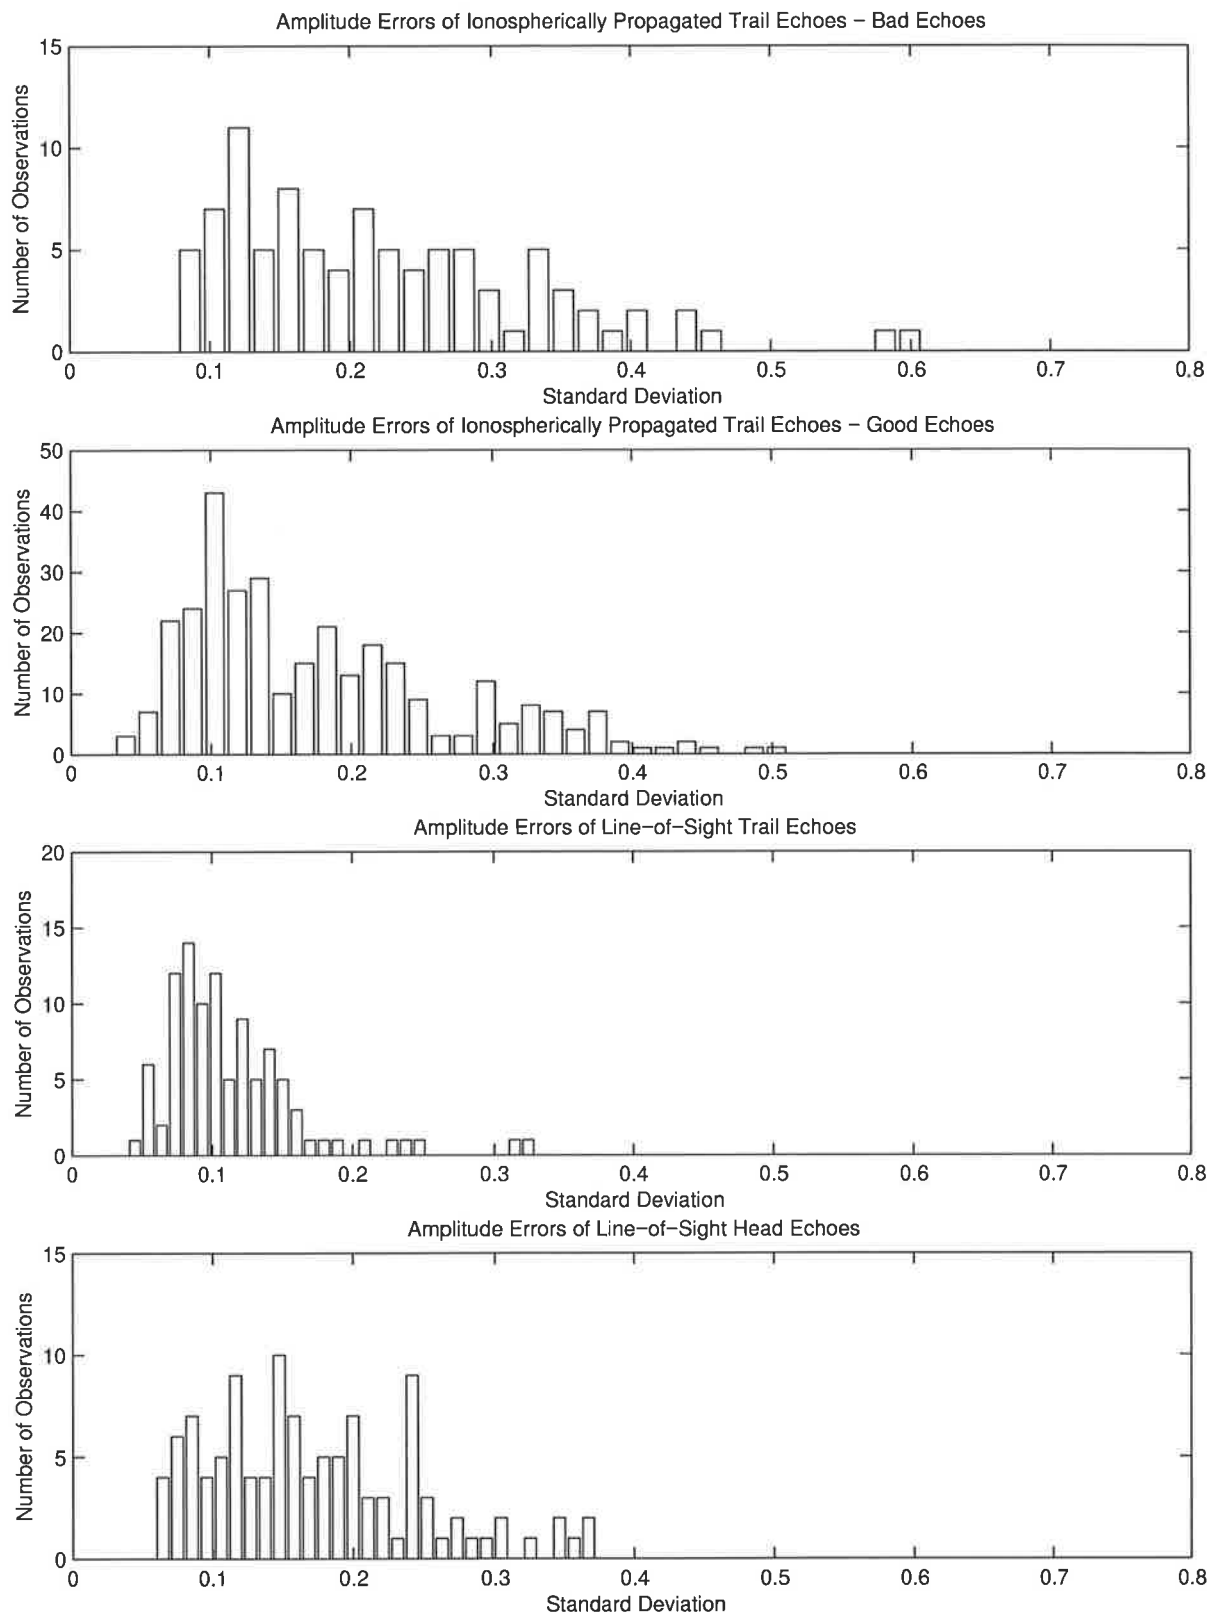 Amplitude Errors of Ionospherically Propagated Trail Echoes − Bad Echoes
15
10
5
0
Number of Observations
0 0.1 0.2 0.3 0.4 0.5 0.6 0.7 0.8
Standard Deviation
Amplitude Errors of Ionospherically Propagated Trail Echoes − Good Echoes
50
40
30
20
10
0
Number of Observations
0 0.1 0.2 0.3 0.4 0.5 0.6 0.7 0.8
Standard Deviation
Amplitude Errors of Line−of−Sight Trail Echoes
20
15
10
5
0
Number of Observations
0 0.1 0.2 0.3 0.4 0.5 0.6 0.7 0.8
Standard Deviation
Amplitude Errors of Line−of−Sight Head Echoes
15
10
5
0
Number of Observations
0 0.1 0.2 0.3 0.4 0.5 0.6 0.7 0.8
Standard Deviation